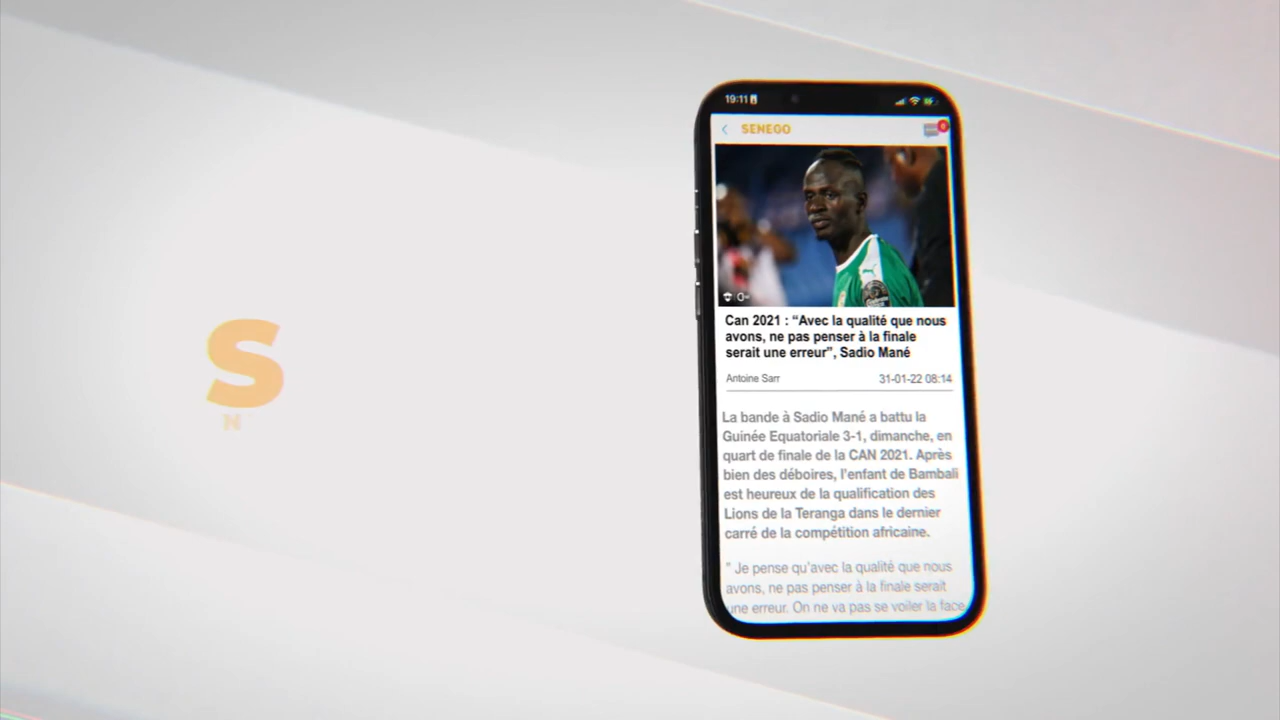 S
N
19:11
SENEGO
Can 2021 : “Avec la qualité que nous
avons, ne pas penser à la finale
serait une erreur”, Sadio Mané
Antoine Sarr 31-01-22 08:14
La bande à Sadio Mané a battu la
Guinée Equatoriale 3-1, dimanche, en
quart de finale de la CAN 2021. Après
bien des déboires, l'enfant de Bambali
est heureux de la qualification des
Lions de la Teranga dans le dernier
carré de la compétition africaine.
" Je pense qu'avec la qualité que nous
avons, ne pas penser à la finale serait
une erreur. On ne va pas se voiler la face